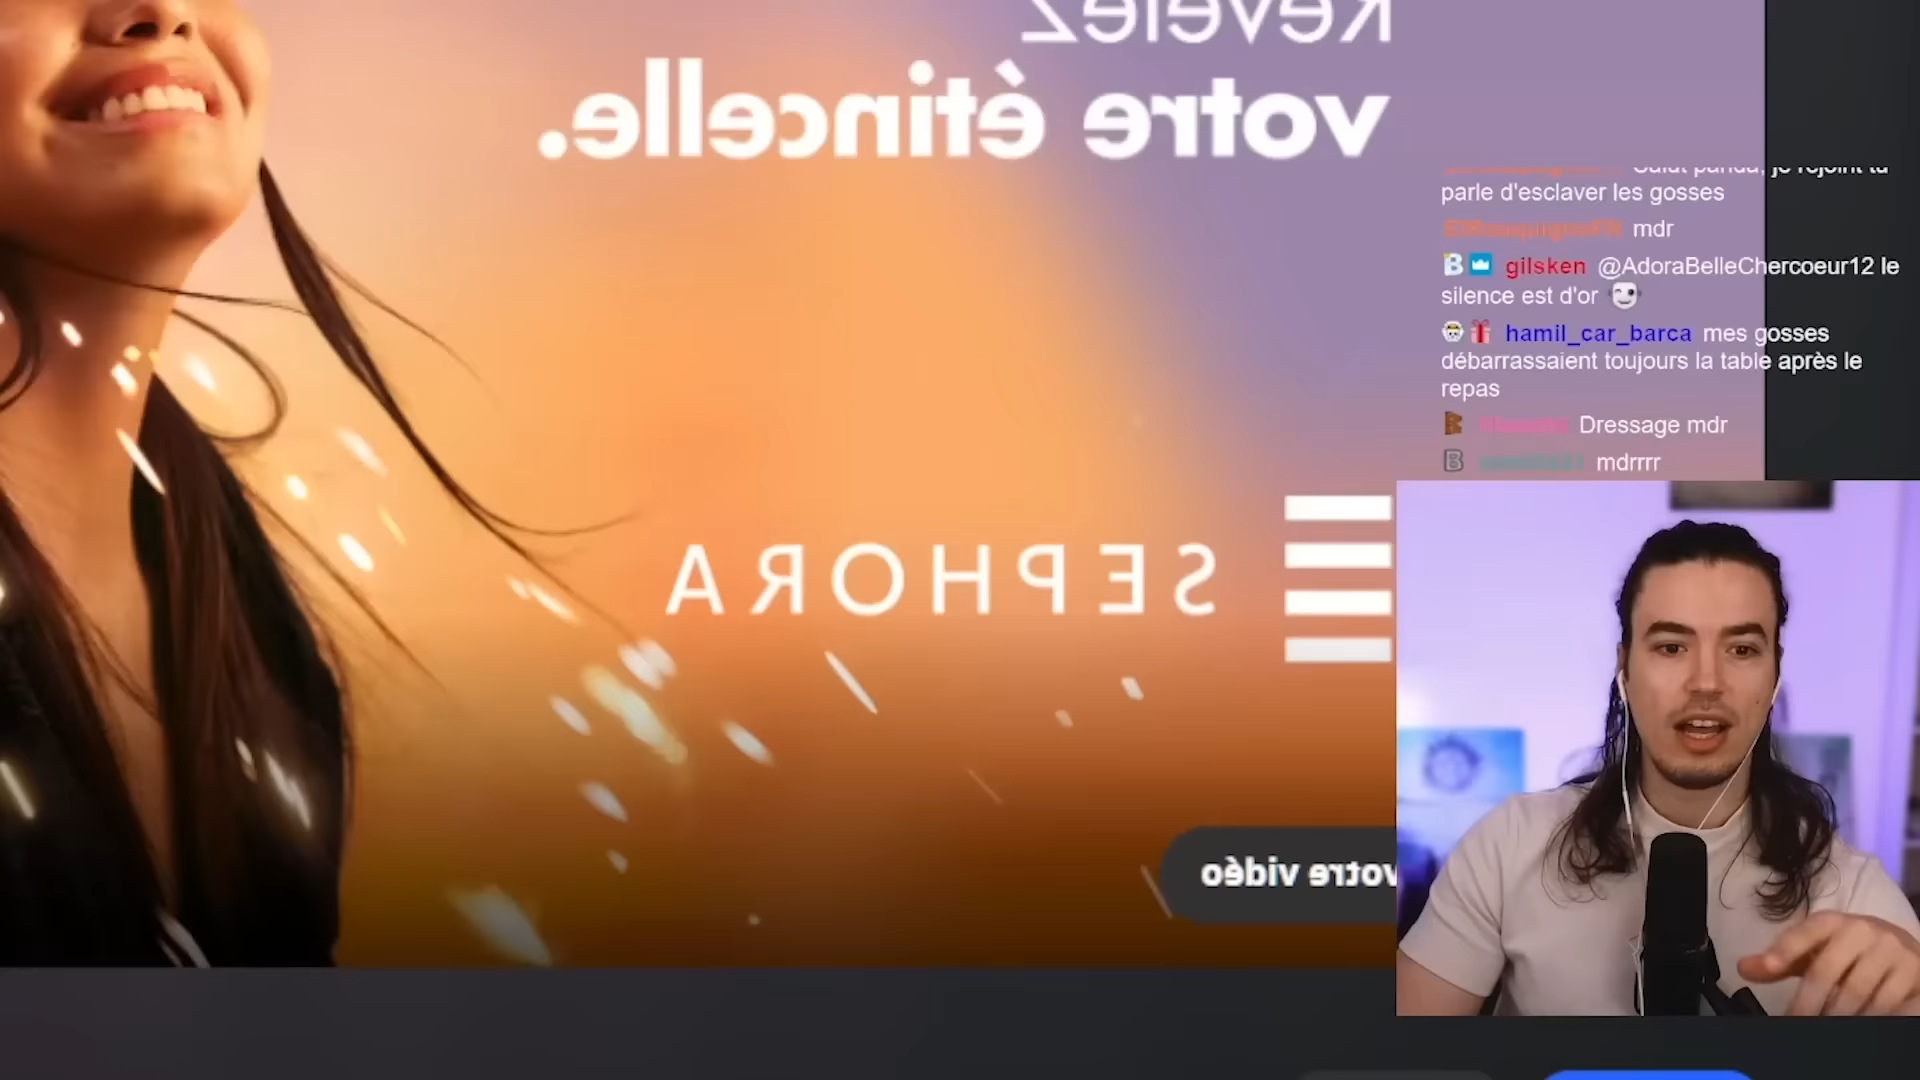 Révélez
votre étincelle.
parle d'esclaver les gosses
mdr
gilsken @AdoraBelleChercoeur12 le
silence est d'or
hamil_car_barca mes gosses
débarrassaient toujours la table après le
repas
Dressage mdr
mdrrrr
SEPHORA
votre vidéo